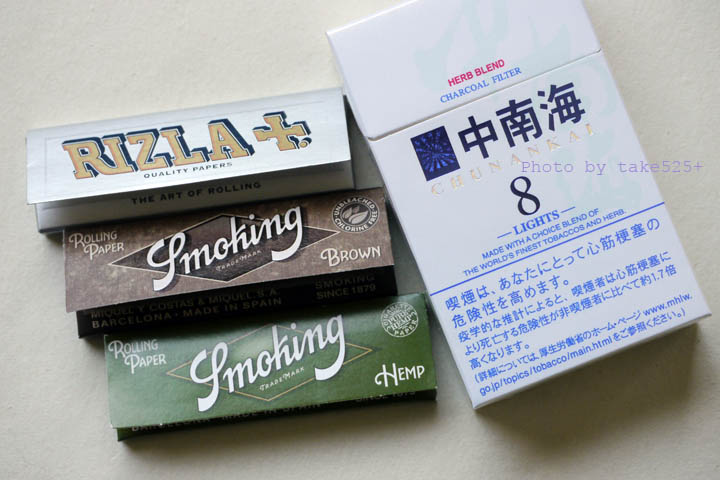 RIZLA+.
QUALITY PAPERS
THE ART OF ROLLING
ROLLING
PAPER
Smoking
TRADE MARK
UNBLEACHED
CHLORINE FREE
BROWN
MIQUEL Y COSTAS & MIQUEL S.A.
BARCELONA · MADE IN SPAIN
SMOKING
SINCE 1879
ROLLING
PAPER
Smoking
TRADE MARK
PURE
HEMP
PAPER
HEMP
HERB BLEND
CHARCOAL FILTER
中南海
CHUNANHAI
Photo by take525+
8
LIGHTS
MADE WITH A CHOICE BLEND OF
THE WORLD'S FINEST TOBACCOS AND HERB.
喫煙は、あなたにとって心筋梗塞の
危険性を高めます。
疫学的な推計によると、喫煙者は心筋梗塞に
より死亡する危険性が非喫煙者に比べて約1.7倍
高くなります。
(詳細については、厚生労働省のホーム・ページ www.mhlw.
go.jp/topics/tobacco/main.html をご参照ください。)